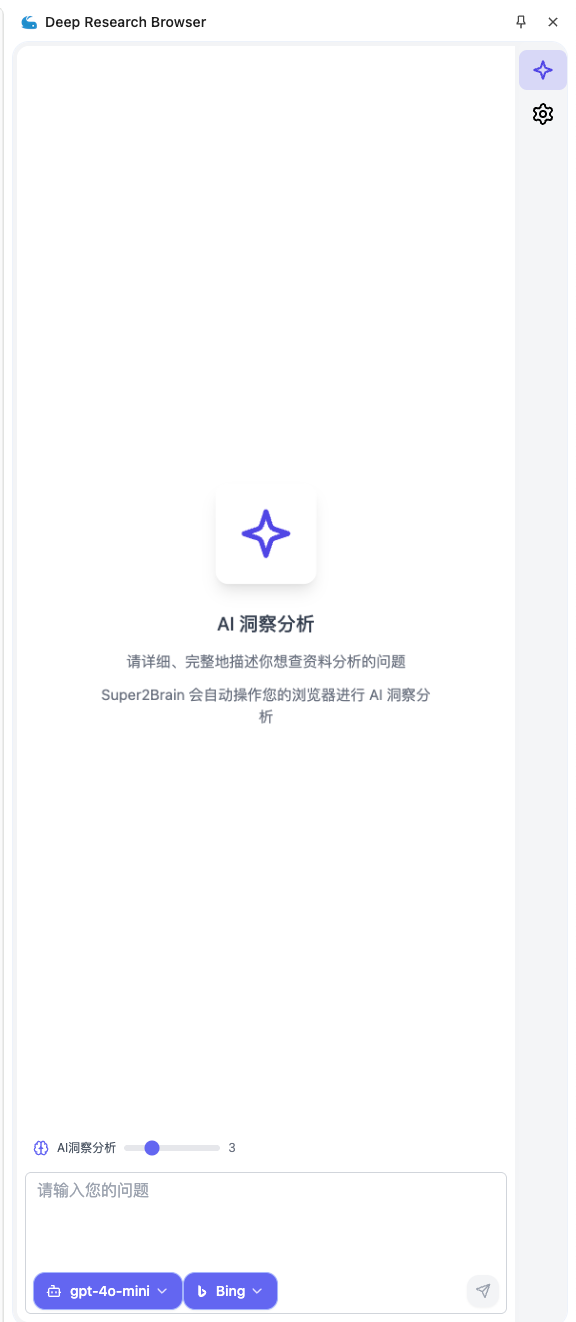 Deep Research Browser
AI 洞察分析
请详细、完整地描述你想查资料分析的问题
Super2Brain 会自动操作您的浏览器进行 AI 洞察分
析
AI洞察分析 3
请输入您的问题
gpt-4o-mini Bing